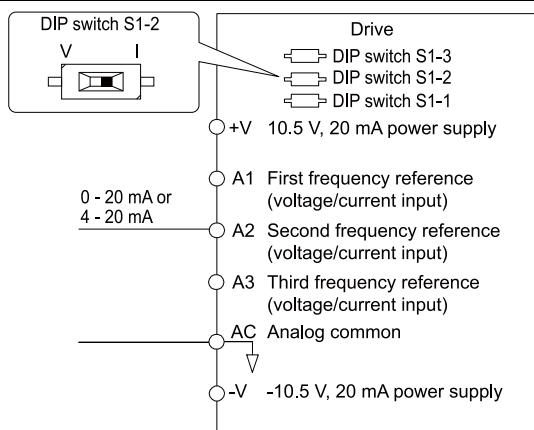 DIP switch S1-2
V I
Drive
DIP switch S1-3
DIP switch S1-2
DIP switch S1-1
+V 10.5 V, 20 mA power supply
A1 First frequency reference
(voltage/current input)
0 - 20 mA or
4 - 20 mA
A2 Second frequency reference
(voltage/current input)
A3 Third frequency reference
(voltage/current input)
AC Analog common
-V -10.5 V, 20 mA power supply